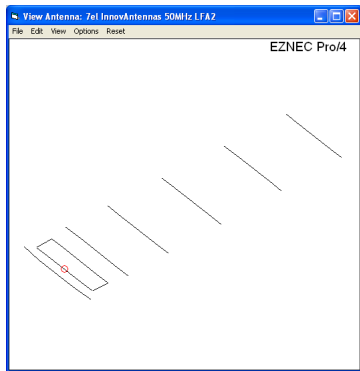 View Antenna: 7el InnovAntennas 50MHz LFA2
File Edit View Options Reset
EZNEC Pro/4